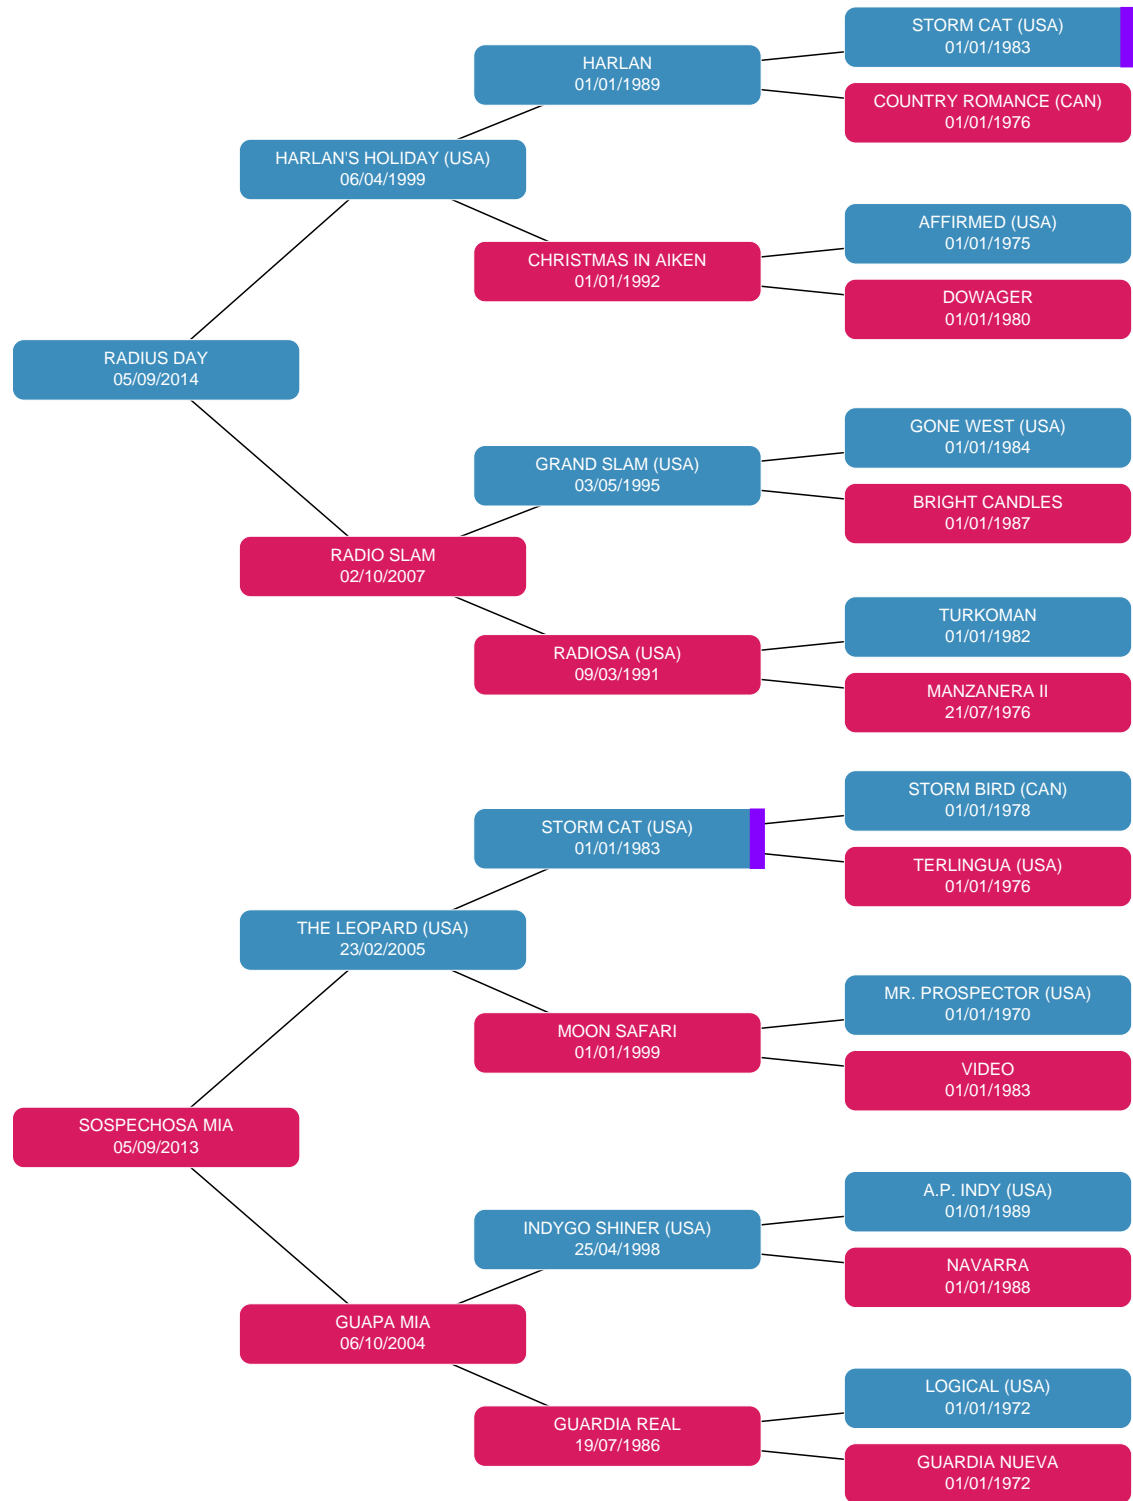 STORM CAT (USA)
01/01/1983
HARLAN
01/01/1989
COUNTRY ROMANCE (CAN)
01/01/1976
HARLAN'S HOLIDAY (USA)
06/04/1999
AFFIRMED (USA)
01/01/1975
CHRISTMAS IN AIKEN
01/01/1992
DOWAGER
01/01/1980
RADIUS DAY
05/09/2014
GONE WEST (USA)
01/01/1984
GRAND SLAM (USA)
03/05/1995
BRIGHT CANDLES
01/01/1987
RADIO SLAM
02/10/2007
TURKOMAN
01/01/1982
RADIOSA (USA)
09/03/1991
MANZANERA II
21/07/1976
STORM BIRD (CAN)
01/01/1978
STORM CAT (USA)
01/01/1983
TERLINGUA (USA)
01/01/1976
THE LEOPARD (USA)
23/02/2005
MR. PROSPECTOR (USA)
01/01/1970
MOON SAFARI
01/01/1999
VIDEO
01/01/1983
SOSPECHOSA MIA
05/09/2013
A.P. INDY (USA)
01/01/1989
INDYGO SHINER (USA)
25/04/1998
NAVARRA
01/01/1988
GUAPA MIA
06/10/2004
LOGICAL (USA)
01/01/1972
GUARDIA REAL
19/07/1986
GUARDIA NUEVA
01/01/1972